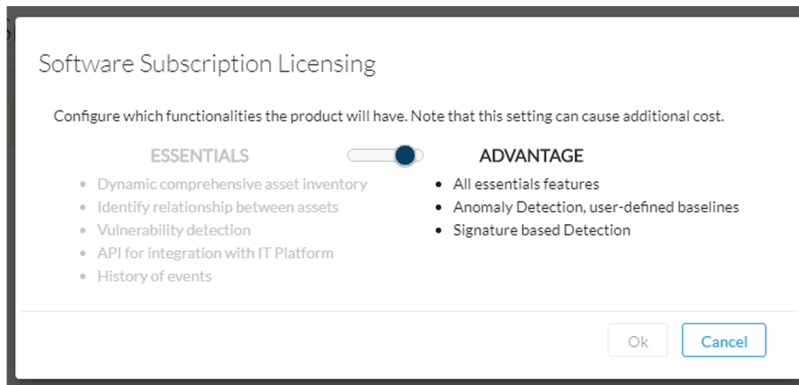 Software Subscription Licensing
Configure which functionalities the product will have. Note that this setting can cause additional cost.
ESSENTIALS
• Dynamic comprehensive asset inventory
• Identify relationship between assets
• Vulnerability detection
• API for integration with IT Platform
• History of events
ADVANTAGE
• All essentials features
• Anomaly Detection, user-defined baselines
• Signature based Detection
Ok
Cancel